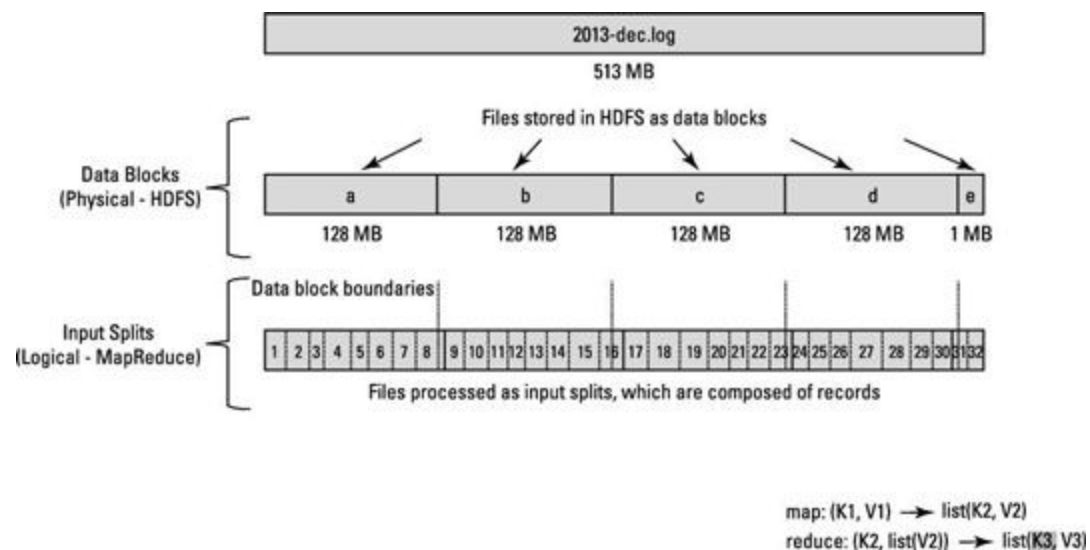 2013-dec.log
513 MB
Files stored in HDFS as data blocks
Data Blocks
(Physical - HDFS)
a b c d e
128 MB 128 MB 128 MB 128 MB 1 MB
Data block boundaries
Input Splits
(Logical - MapReduce)
1 2 3 4 5 6 7 8 9 10 11 12 13 14 15 16 17 18 19 20 21 22 23 24 25 26 27 28 29 30 31 32
Files processed as input splits, which are composed of records
map: (K1, V1) → list(K2, V2)
reduce: (K2, list(V2)) → list(K3, V3)